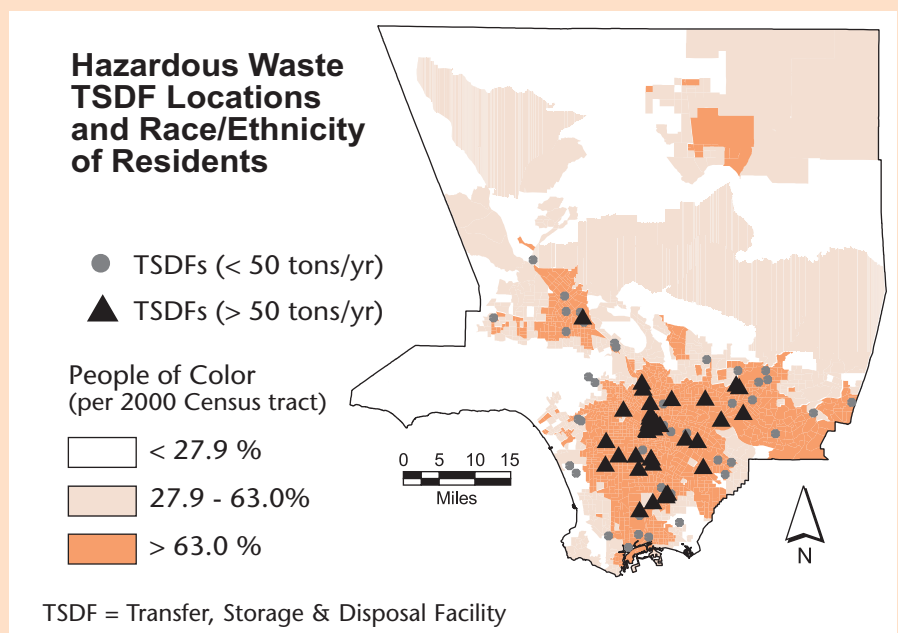 Hazardous Waste
TSDF Locations
and Race/Ethnicity
of Residents
TSDFs (< 50 tons/yr)
TSDFs (> 50 tons/yr)
People of Color
(per 2000 Census tract)
< 27.9 %
27.9 - 63.0%
> 63.0 %
0 5 10 15
Miles
N
TSDF = Transfer, Storage & Disposal Facility